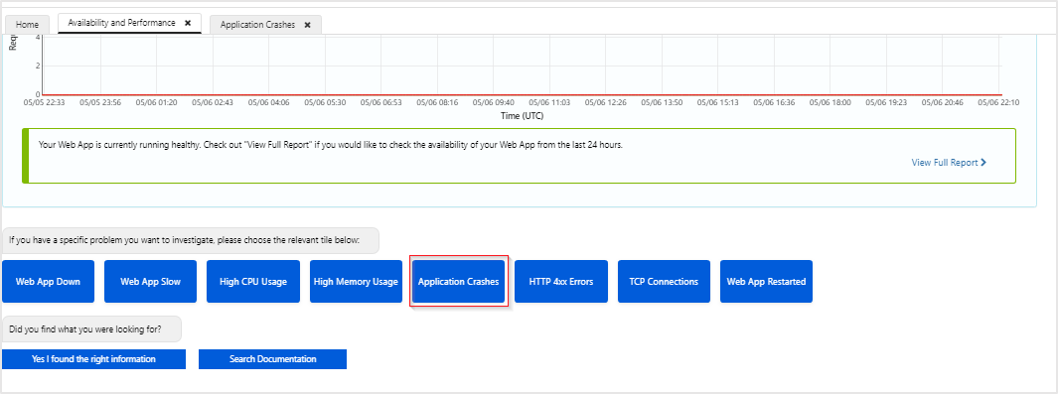 Home
Availability and Performance ×
Application Crashes ×
Req
4
2
0
05/05 22:33 05/05 23:56 05/06 01:20 05/06 02:43 05/06 04:06 05/06 05:30 05/06 06:53 05/06 08:16 05/06 09:40 05/06 11:03 05/06 12:26 05/06 13:50 05/06 15:13 05/06 16:36 05/06 18:00 05/06 19:23 05/06 20:46 05/06 22:10
Time (UTC)
Your Web App is currently running healthy. Check out "View Full Report" if you would like to check the availability of your Web App from the last 24 hours.
View Full Report
If you have a specific problem you want to investigate, please choose the relevant tile below:
Web App Down
Web App Slow
High CPU Usage
High Memory Usage
Application Crashes
HTTP 4xx Errors
TCP Connections
Web App Restarted
Did you find what you were looking for?
Yes I found the right information
Search Documentation